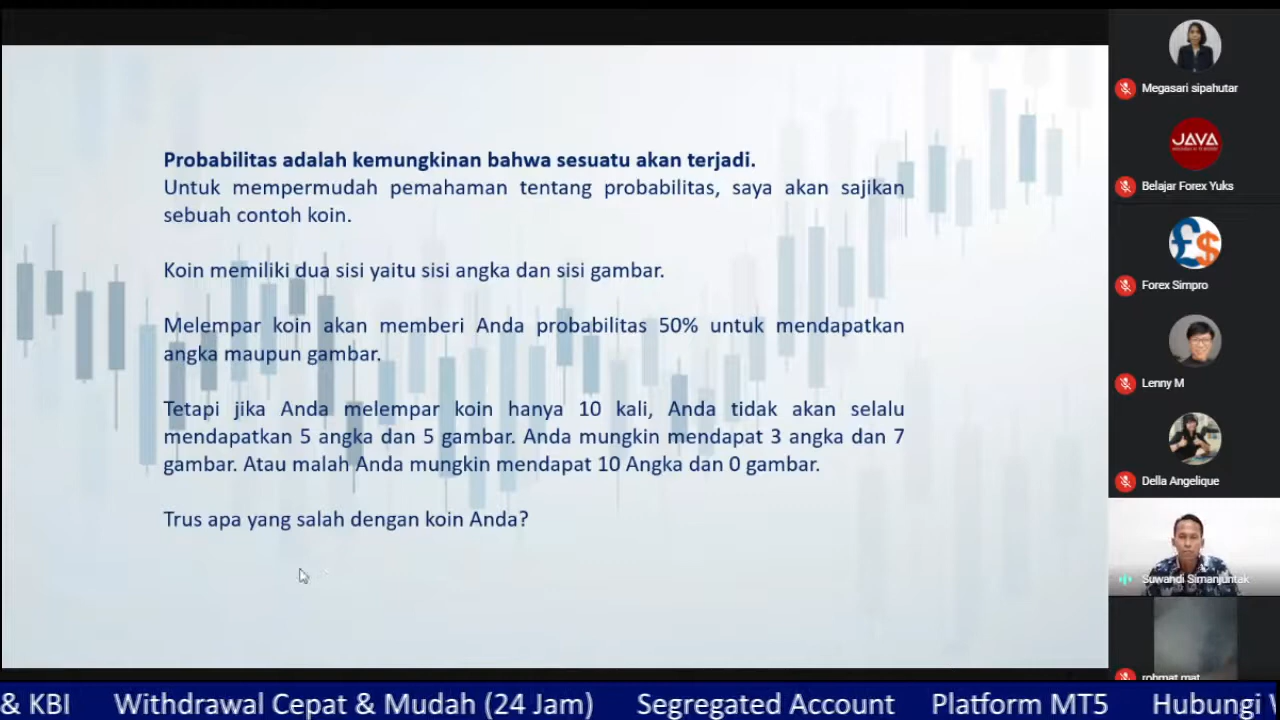 Probabilitas adalah kemungkinan bahwa sesuatu akan terjadi.
Untuk mempermudah pemahaman tentang probabilitas, saya akan sajikan
sebuah contoh koin.
Koin memiliki dua sisi yaitu sisi angka dan sisi gambar.
Melempar koin akan memberi Anda probabilitas 50% untuk mendapatkan
angka maupun gambar.
Tetapi jika Anda melempar koin hanya 10 kali, Anda tidak akan selalu
mendapatkan 5 angka dan 5 gambar. Anda mungkin mendapat 3 angka dan 7
gambar. Atau malah Anda mungkin mendapat 10 Angka dan 0 gambar.
Trus apa yang salah dengan koin Anda?
Megasari sipahutar
JAVA
Belajar Forex Yuks
Forex Simpro
Lenny M
Della Angelique
Suwandi Simanjuntak
rohmat mat
& KBI Withdrawal Cepat & Mudah (24 Jam) Segregated Account Platform MT5 Hubungi